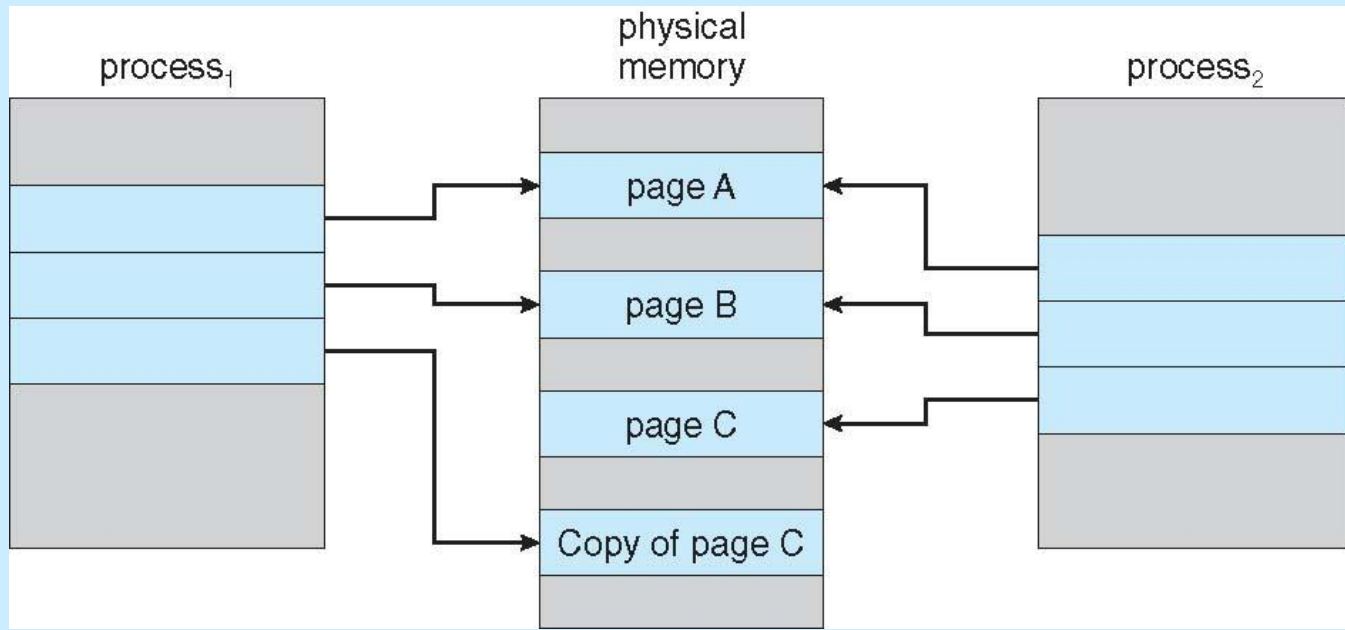 process₁
physical
memory
process₂
page A
page B
page C
Copy of page C